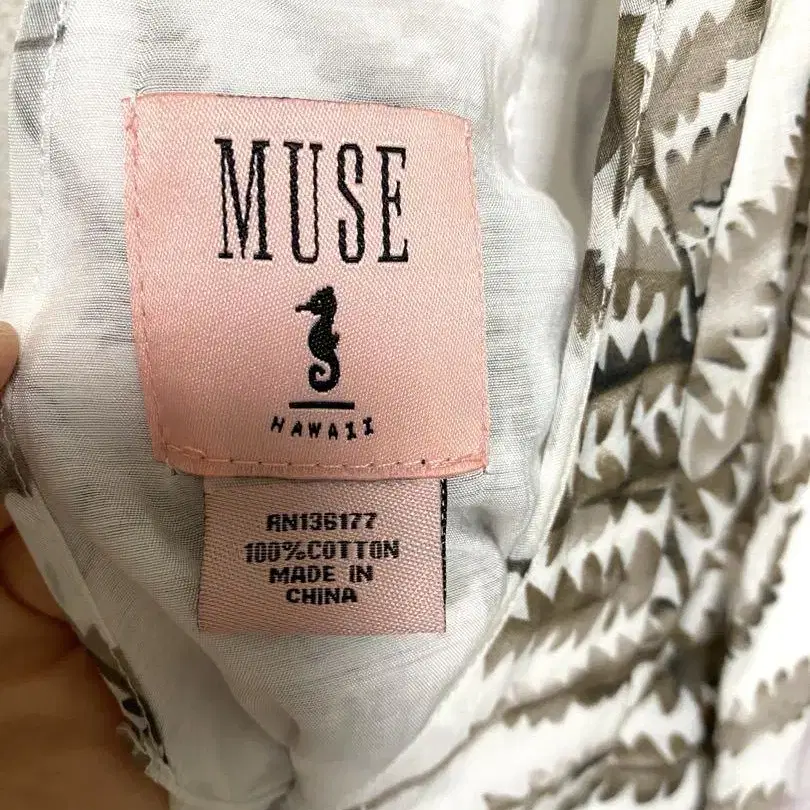 MUSE
HAWAII
RN136177
100%COTTON
MADE IN
CHINA